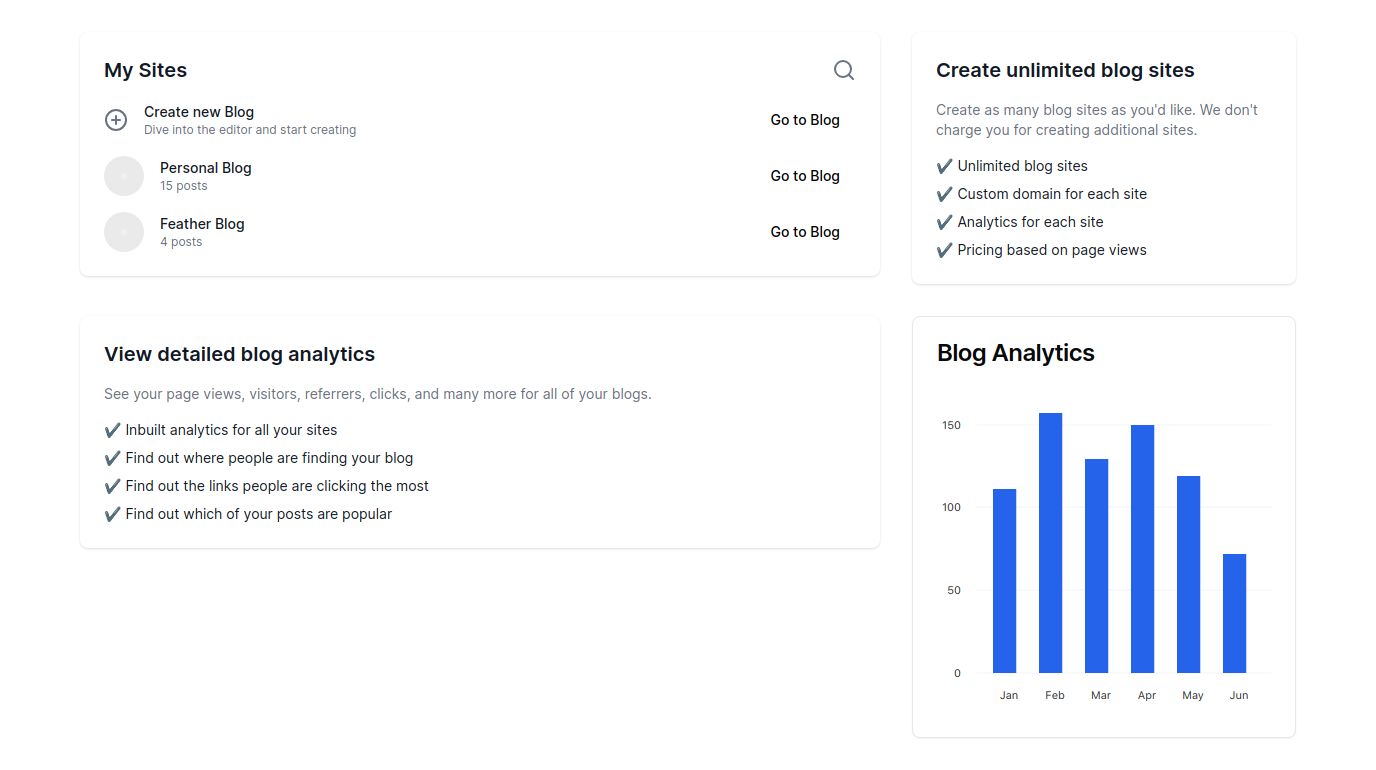 My Sites
Create new Blog
Dive into the editor and start creating
Go to Blog
Personal Blog
15 posts
Go to Blog
Feather Blog
4 posts
Go to Blog
Create unlimited blog sites
Create as many blog sites as you'd like. We don't
charge you for creating additional sites.
✔️ Unlimited blog sites
✔️ Custom domain for each site
✔️ Analytics for each site
✔️ Pricing based on page views
View detailed blog analytics
See your page views, visitors, referrers, clicks, and many more for all of your blogs.
✔️ Inbuilt analytics for all your sites
✔️ Find out where people are finding your blog
✔️ Find out the links people are clicking the most
✔️ Find out which of your posts are popular
Blog Analytics
150
100
50
0
Jan Feb Mar Apr May Jun